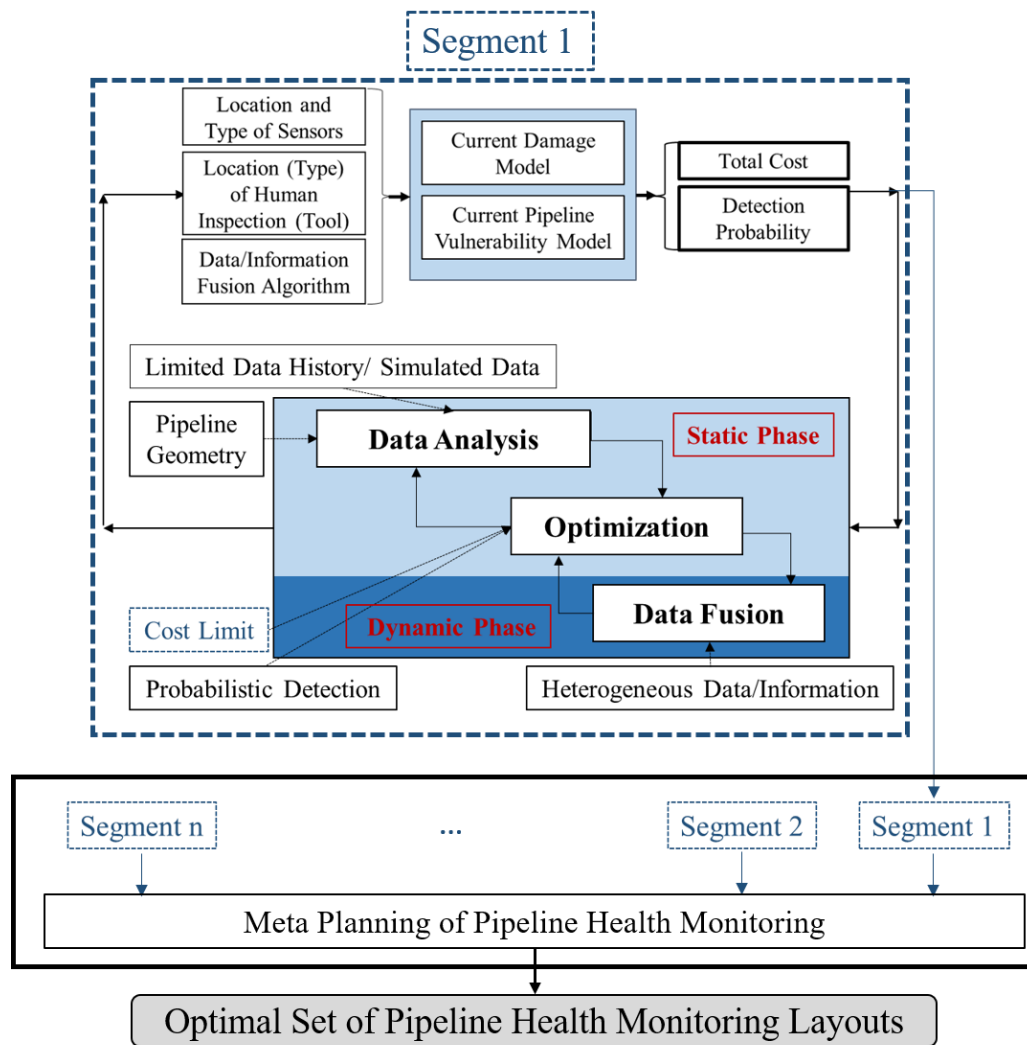 Segment 1
Location and
Type of Sensors
Location (Type)
of Human
Inspection (Tool)
Data/Information
Fusion Algorithm
Current Damage
Model
Current Pipeline
Vulnerability Model
Total Cost
Detection
Probability
Limited Data History/ Simulated Data
Pipeline
Geometry
Data Analysis
Static Phase
Optimization
Data Fusion
Dynamic Phase
Cost Limit
Probabilistic Detection
Heterogeneous Data/Information
Segment n
...
Segment 2
Segment 1
Meta Planning of Pipeline Health Monitoring
Optimal Set of Pipeline Health Monitoring Layouts